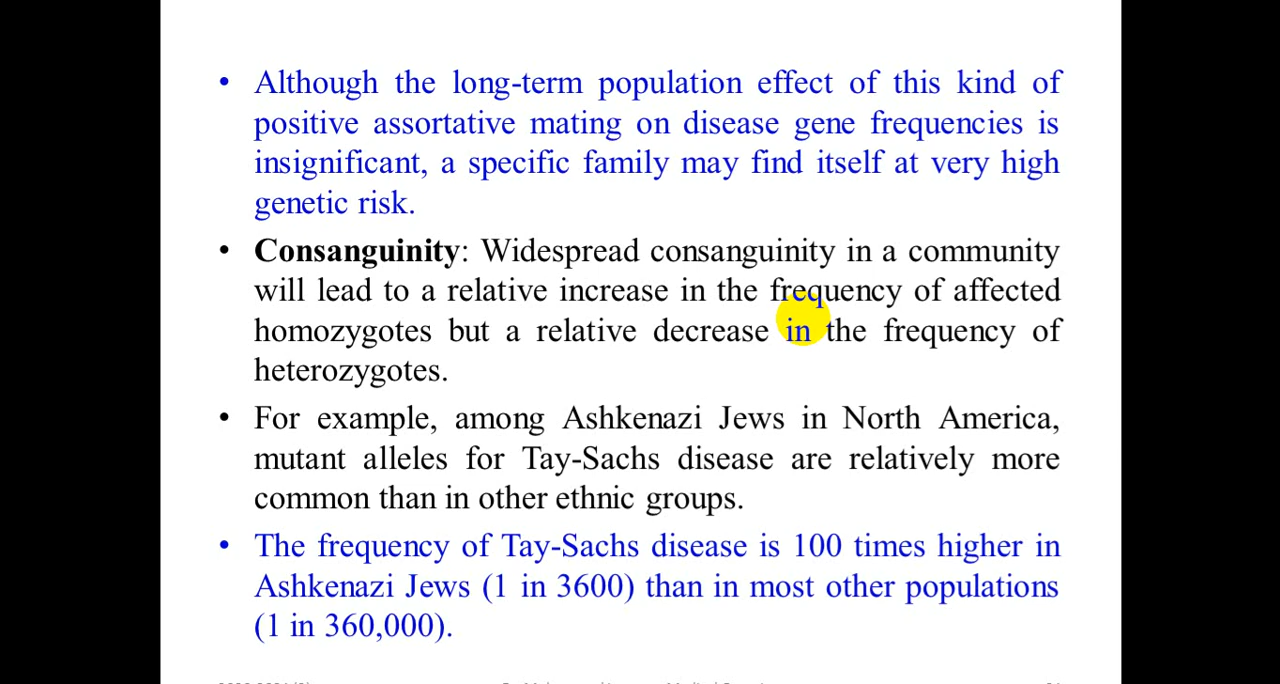 • Although the long-term population effect of this kind of
positive assortative mating on disease gene frequencies is
insignificant, a specific family may find itself at very high
genetic risk.
• Consanguinity: Widespread consanguinity in a community
will lead to a relative increase in the frequency of affected
homozygotes but a relative decrease in the frequency of
heterozygotes.
• For example, among Ashkenazi Jews in North America,
mutant alleles for Tay-Sachs disease are relatively more
common than in other ethnic groups.
• The frequency of Tay-Sachs disease is 100 times higher in
Ashkenazi Jews (1 in 3600) than in most other populations
(1 in 360,000).